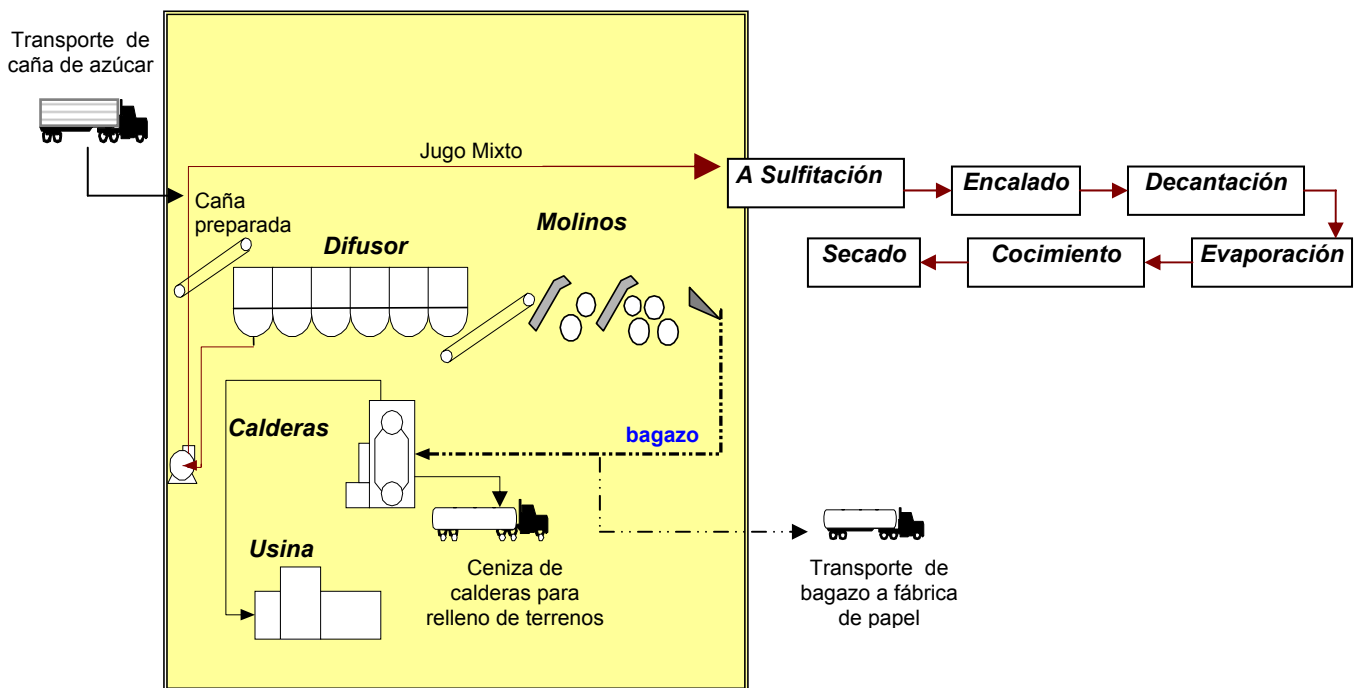 Transporte de
caña de azúcar
Jugo Mixto
A Sulfitación
Encalado
Decantación
Caña
preparada
Molinos
Difusor
Secado
Cocimiento
Evaporación
Calderas
bagazo
Usina
Ceniza de
calderas para
relleno de terrenos
Transporte de
bagazo a fábrica
de papel